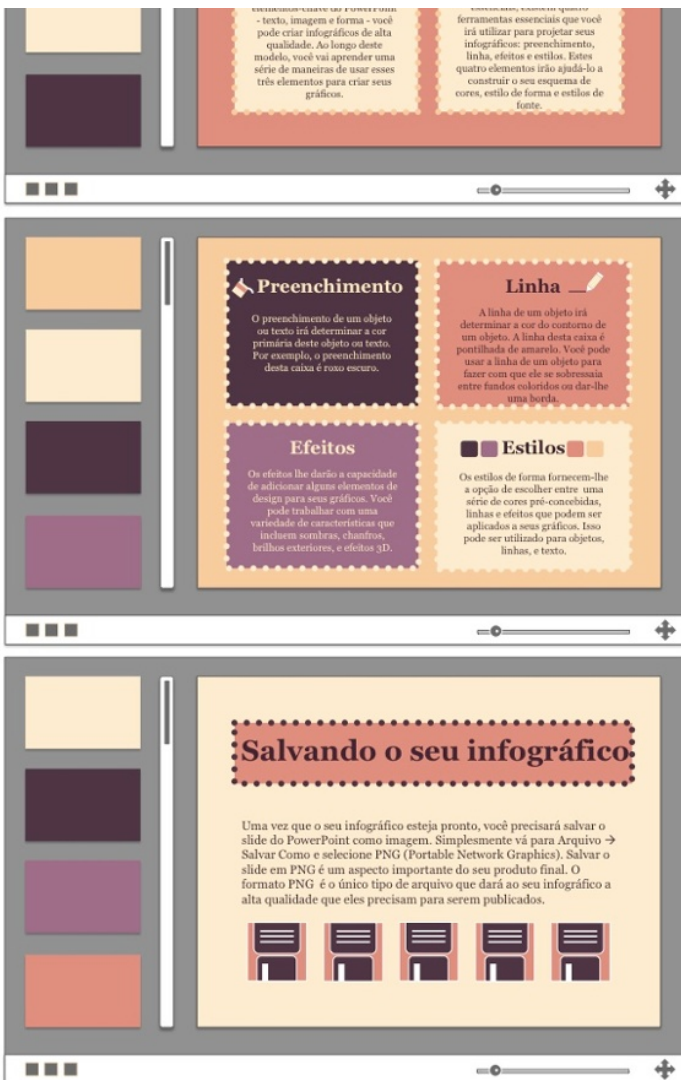 elementos-chave do PowerPoint
- texto, imagem e forma - você
pode criar infográficos de alta
qualidade. Ao longo deste
modelo, você vai aprender uma
série de maneiras de usar esses
três elementos para criar seus
gráficos.
essenciais, existem quatro
ferramentas essenciais que você
irá utilizar para projetar seus
infográficos: preenchimento,
linha, efeitos e estilos. Estes
quatro elementos irão ajudá-lo a
construir o seu esquema de
cores, estilo de forma e estilos de
fonte.
Preenchimento
O preenchimento de um objeto
ou texto irá determinar a cor
primária deste objeto ou texto.
Por exemplo, o preenchimento
desta caixa é roxo escuro.
Linha
A linha de um objeto irá
determinar a cor do contorno de
um objeto. A linha desta caixa é
pontilhada de amarelo. Você pode
usar a linha de um objeto para
fazer com que ele se sobressaia
entre fundos coloridos ou dar-lhe
uma borda.
Efeitos
Os efeitos lhe darão a capacidade
de adicionar alguns elementos de
design para seus gráficos. Você
pode trabalhar com uma
variedade de características que
incluem sombras, chanfros,
brilhos exteriores, e efeitos 3D.
Estilos
Os estilos de forma fornecem-lhe
a opção de escolher entre uma
série de cores pré-concebidas,
linhas e efeitos que podem ser
aplicados a seus gráficos. Isso
pode ser utilizado para objetos,
linhas, e texto.
Salvando o seu infográfico
Uma vez que o seu infográfico esteja pronto, você precisará salvar o
slide do PowerPoint como imagem. Simplesmente vá para Arquivo →
Salvar Como e selecione PNG (Portable Network Graphics). Salvar o
slide em PNG é um aspecto importante do seu produto final. O
formato PNG é o único tipo de arquivo que dará ao seu infográfico a
alta qualidade que eles precisam para serem publicados.